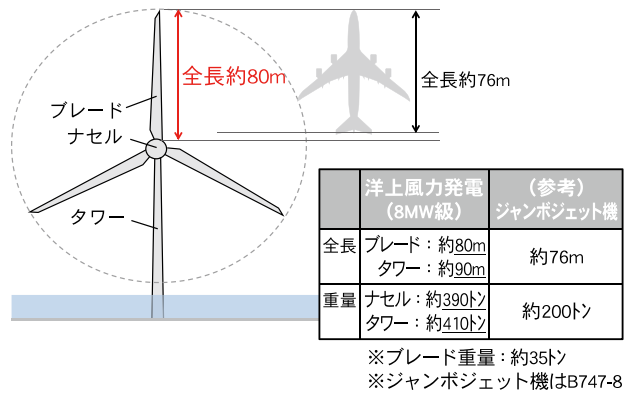 全長約80m
全長約76m
ブレード
ナセル
タワー
洋上風力発電
(8MW級)
(参考)
ジャンボジェット機
全長
ブレード：約80m
タワー：約90m
約76m
重量
ナセル：約390トン
タワー：約410トン
約200トン
※ブレード重量：約35トン
※ジャンボジェット機はB747-8